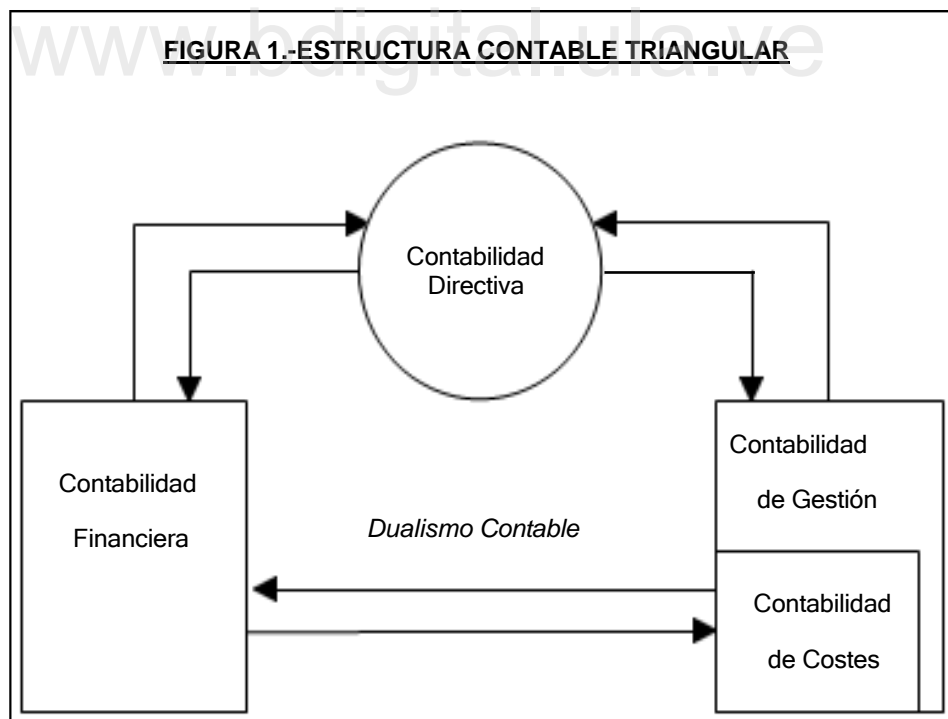 www.bdigital.ula.ve
FIGURA 1.-ESTRUCTURA CONTABLE TRIANGULAR
Contabilidad
Directiva
Contabilidad
Financiera
Dualismo Contable
Contabilidad
de Gestión
Contabilidad
de Costes